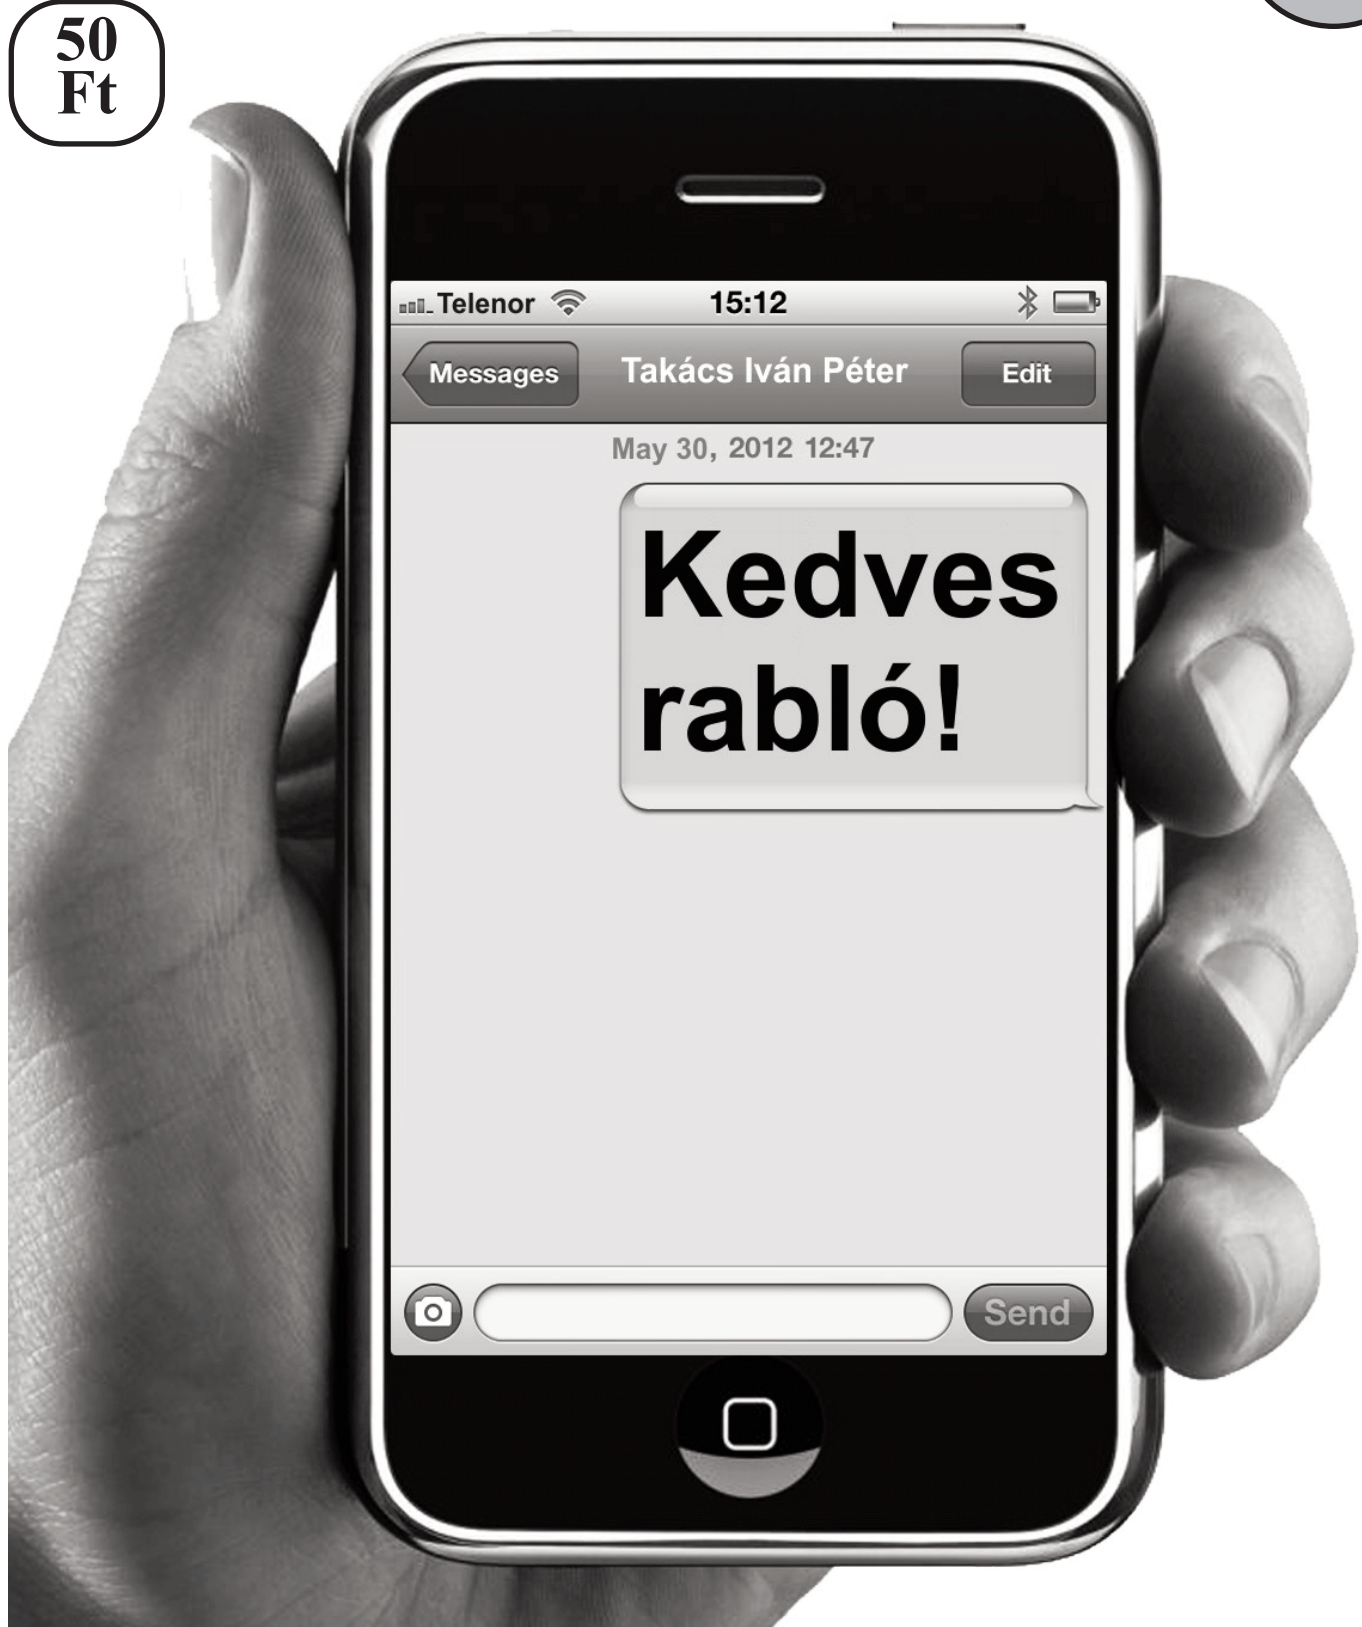 50
Ft
Telenor 15:12
Messages Takács Iván Péter Edit
May 30, 2012 12:47
Kedves
rabló!
Send